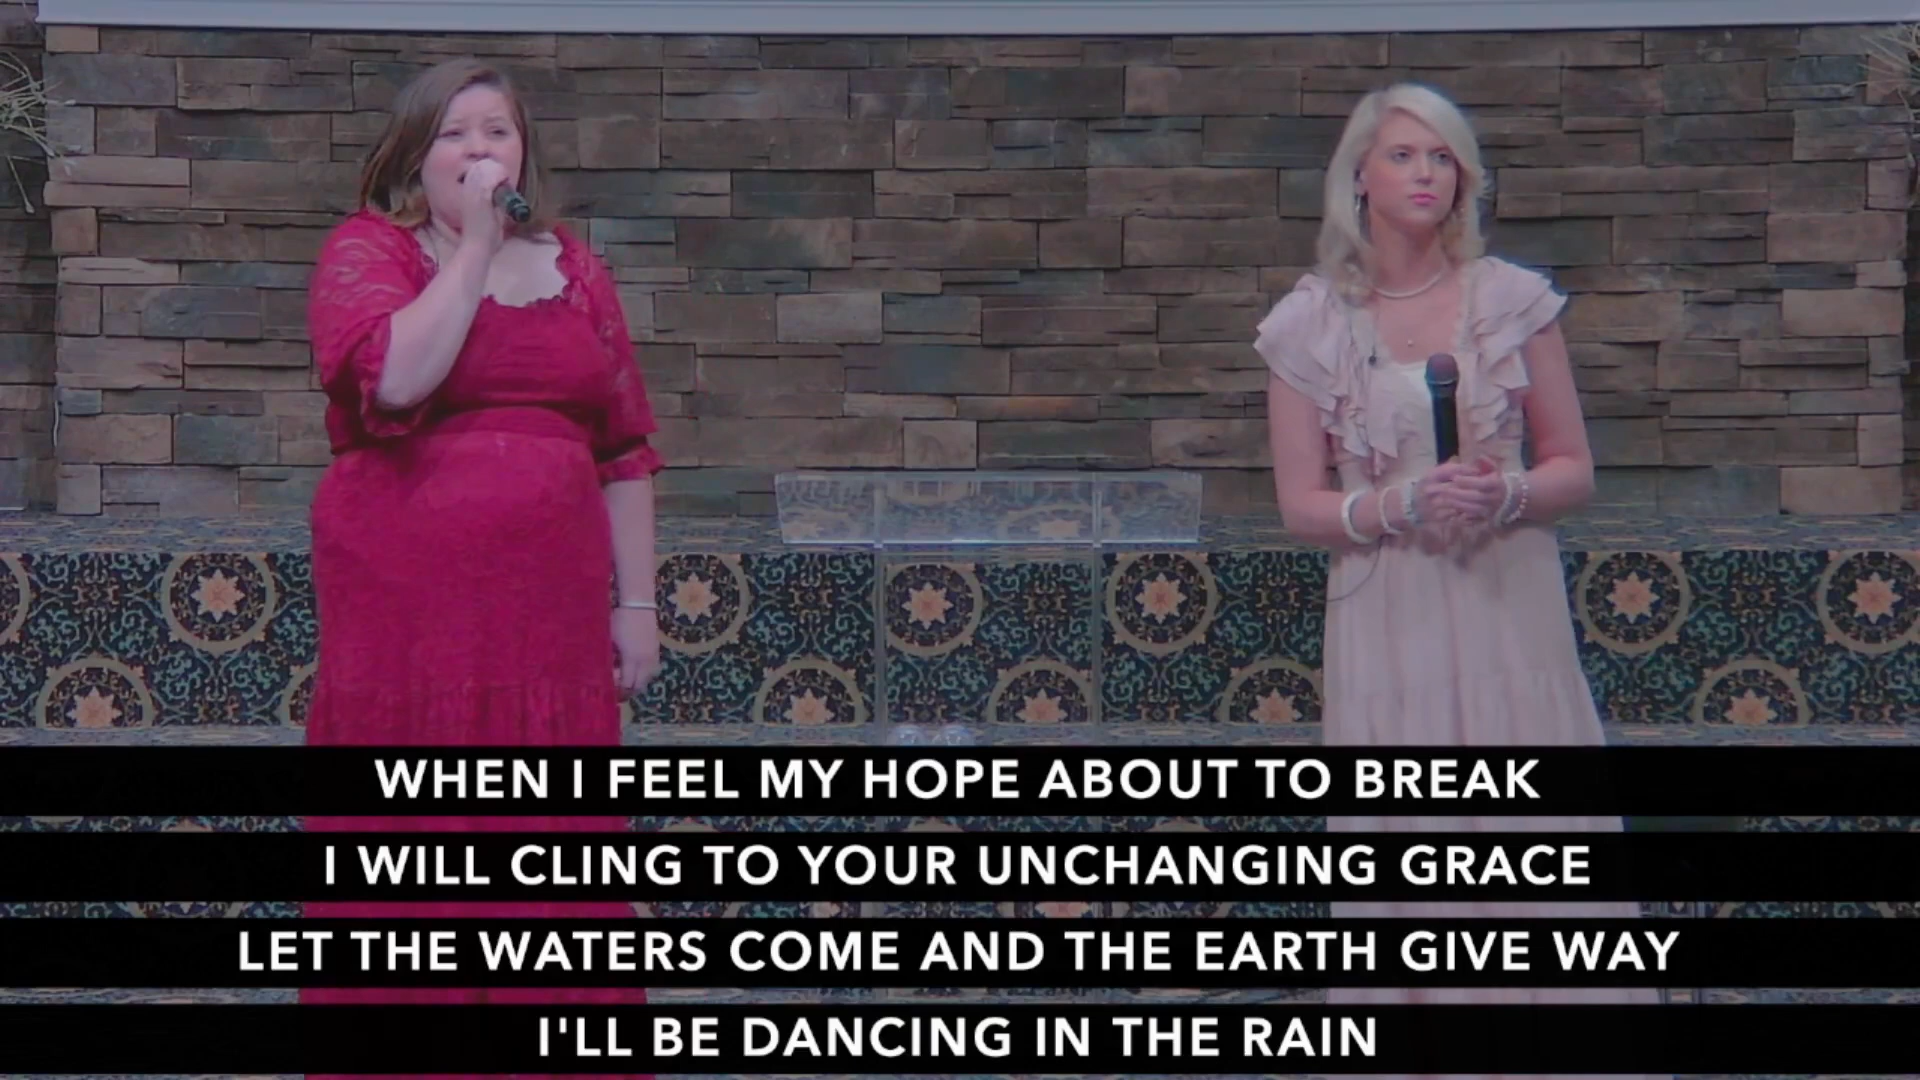 WHEN I FEEL MY HOPE ABOUT TO BREAK
I WILL CLING TO YOUR UNCHANGING GRACE
LET THE WATERS COME AND THE EARTH GIVE WAY
I'LL BE DANCING IN THE RAIN